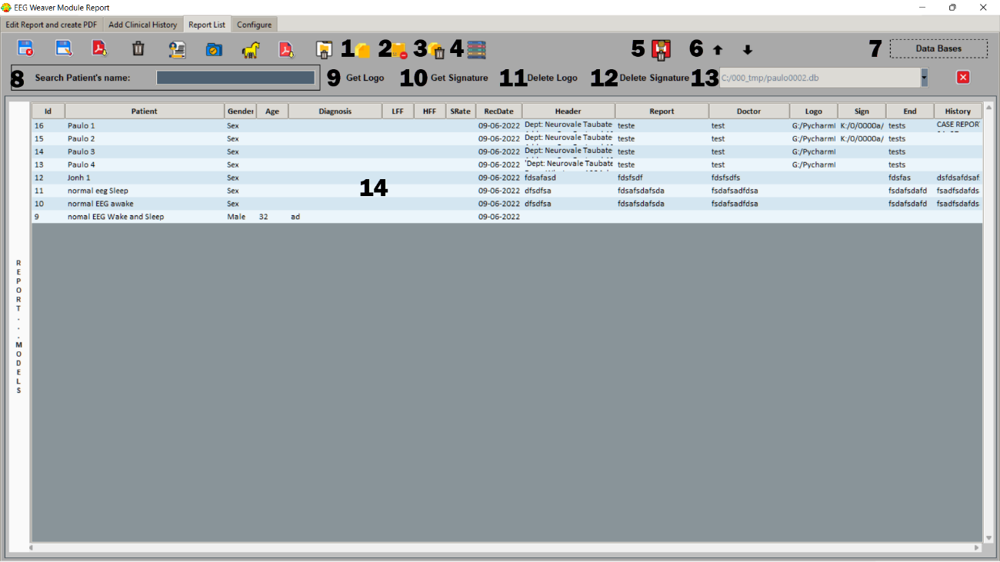 EEG Weaver Module Report
Edit Report and create PDF Add Clinical History Report List Configure
1 2 3 4 5 6 7 Data Bases
8 Search Patient's name: 9 Get Logo 10 Get Signature 11 Delete Logo 12 Delete Signature 13 C:/000_tmp/paulo0002.db
Id Patient Gender Age Diagnosis LFF HFF SRate RecDate Header Report Doctor Logo Sign End History
16 Paulo 1 Sex 09-06-2022 Dept: Neurovale Taubate teste test G:/Pycharml K:/0/0000a/ tests CASE REPOR
15 Paulo 2 Sex 09-06-2022 Dept: Neurovale Taubate teste test G:/Pycharml K:/0/0000a/ tests
14 Paulo 3 Sex 09-06-2022 Dept: Neurovale Taubate teste test G:/Pycharml tests
13 Paulo 4 Sex 09-06-2022 'Dept: Neurovale Taubate teste test G:/Pycharml tests
12 Jonh 1 Sex 09-06-2022 fdsafasd fdsfsdf fdsfsdfs fdsfas dsfdsafdsaf
11 normal eeg Sleep Sex 09-06-2022 dfsdfsa fdsafsdafsda fsdafsadfdsa fsdafsdafd fsadfsdafds
10 normal EEG awake Sex 09-06-2022 dfsdfsa fdsafsdafsda fsdafsadfdsa fsdafsdafd fsadfsdafds
9 nomal EEG Wake and Sleep Male 32 ad 09-06-2022
14
REPORT...MODELS